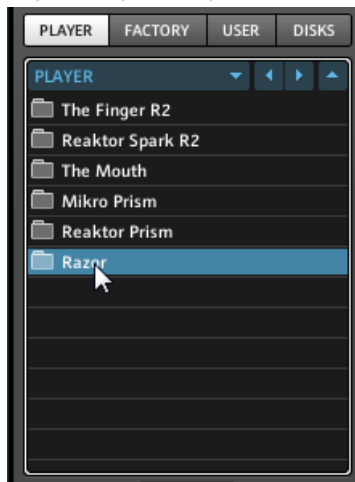 PLAYER FACTORY USER DISKS
PLAYER
The Finger R2
Reaktor Spark R2
The Mouth
Mikro Prism
Reaktor Prism
Razor